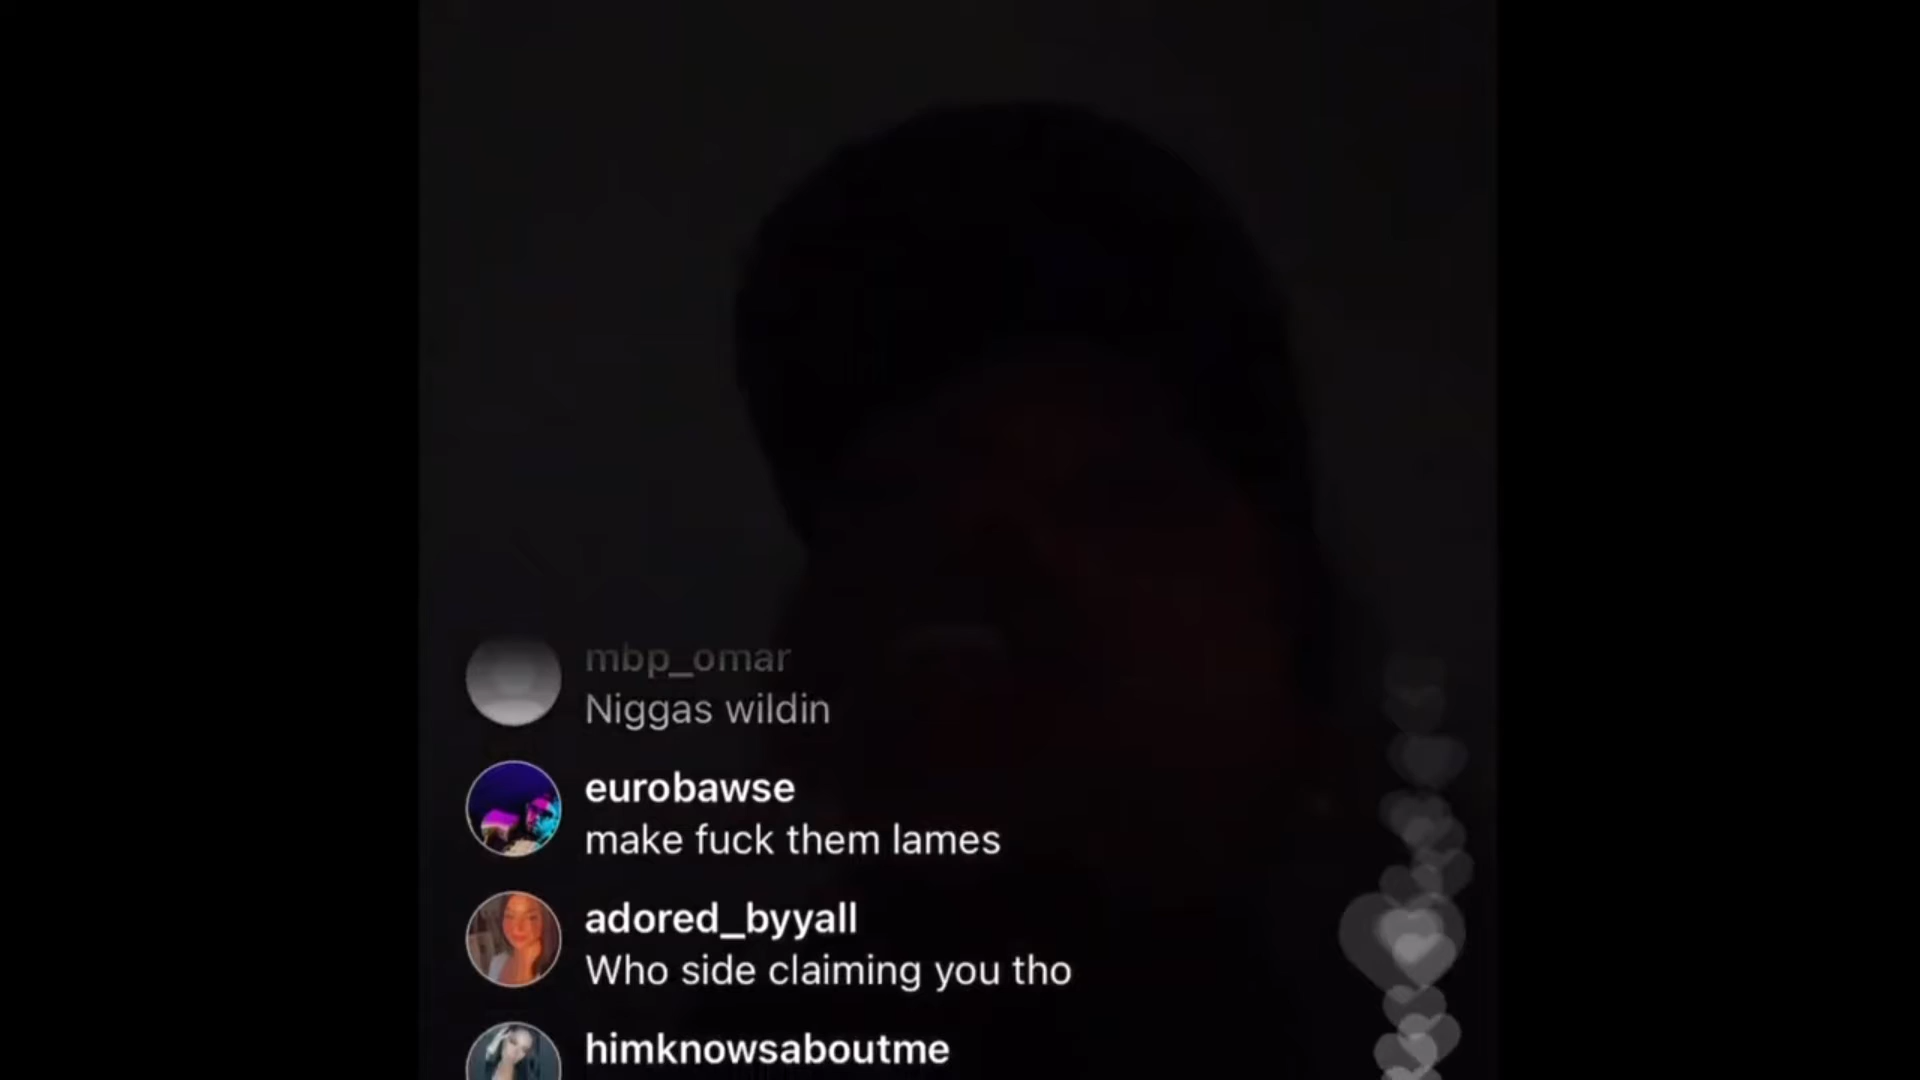 mbp_omar
Niggas wildin
eurobawse
make fuck them lames
adored_byyall
Who side claiming you tho
himknowsaboutme